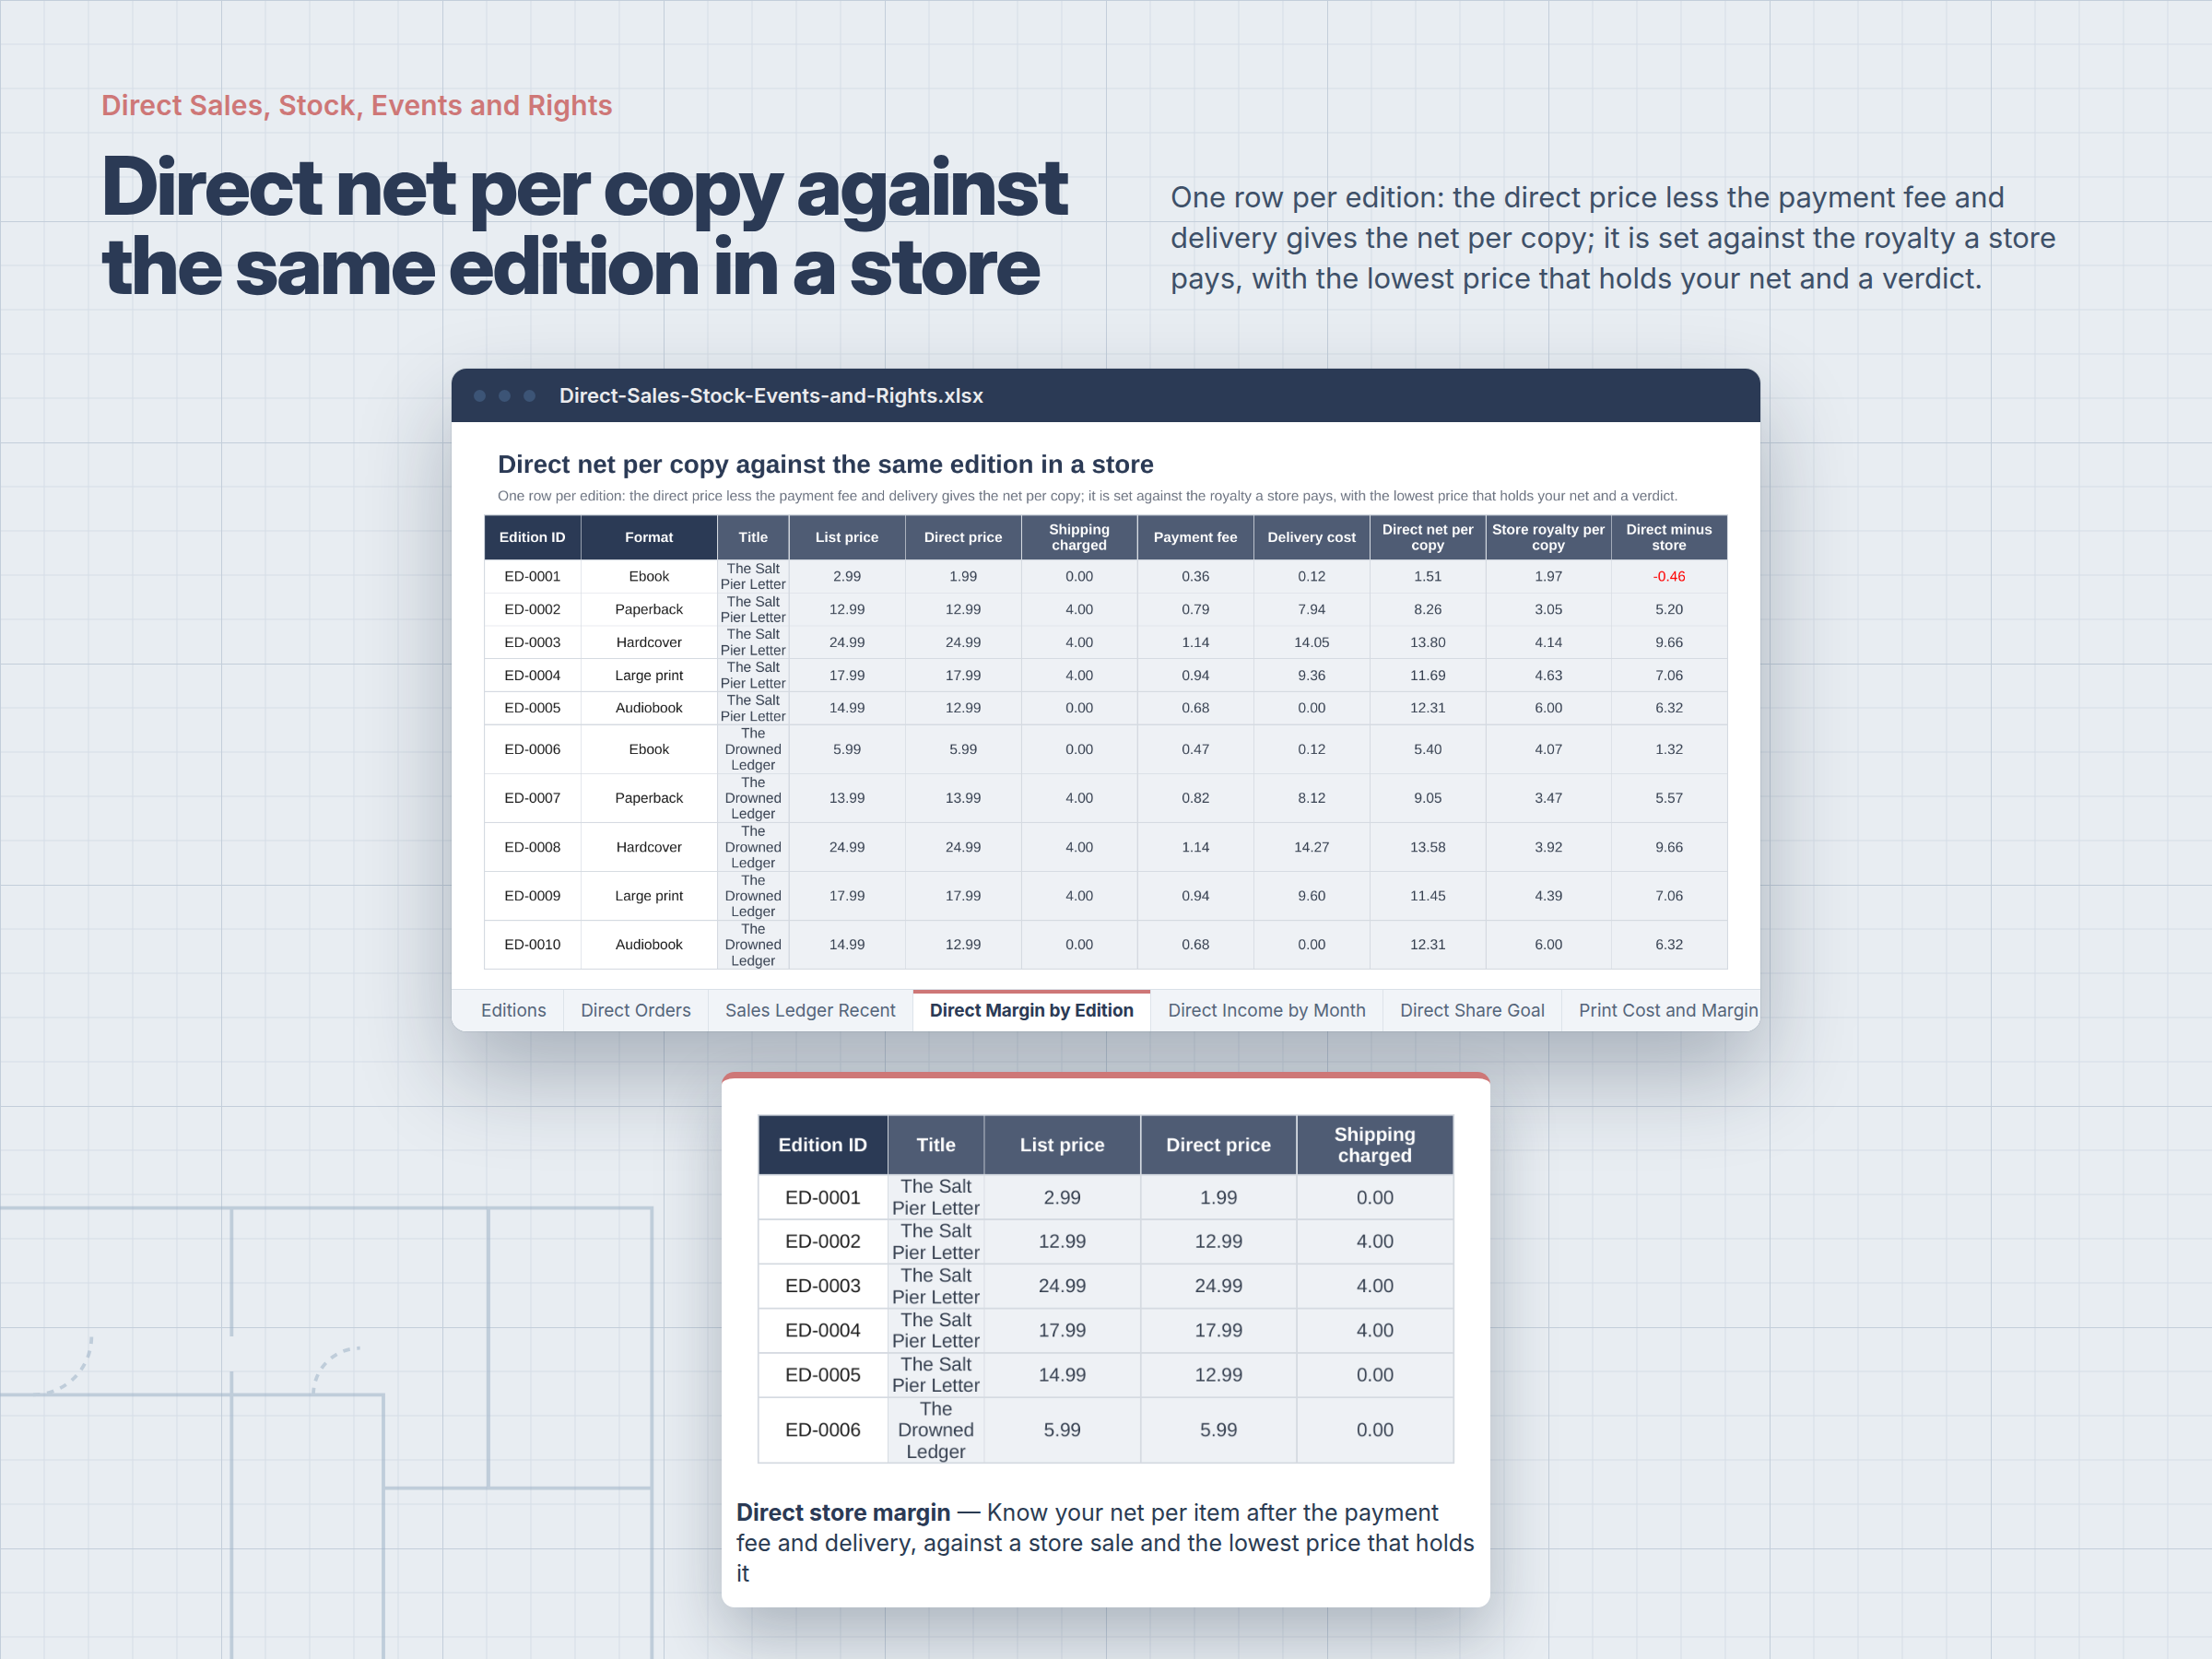 Direct Sales, Stock, Events and Rights
Direct net per copy against
the same edition in a store
One row per edition: the direct price less the payment fee and
delivery gives the net per copy; it is set against the royalty a store
pays, with the lowest price that holds your net and a verdict.
Direct-Sales-Stock-Events-and-Rights.xlsx
Direct net per copy against the same edition in a store
One row per edition: the direct price less the payment fee and delivery gives the net per copy; it is set against the royalty a store pays, with the lowest price that holds your net and a verdict.
Edition ID Format Title List price Direct price Shipping charged Payment fee Delivery cost Direct net per copy Store royalty per copy Direct minus store
ED-0001 Ebook The Salt Pier Letter 2.99 1.99 0.00 0.36 0.12 1.51 1.97 -0.46
ED-0002 Paperback The Salt Pier Letter 12.99 12.99 4.00 0.79 7.94 8.26 3.05 5.20
ED-0003 Hardcover The Salt Pier Letter 24.99 24.99 4.00 1.14 14.05 13.80 4.14 9.66
ED-0004 Large print The Salt Pier Letter 17.99 17.99 4.00 0.94 9.36 11.69 4.63 7.06
ED-0005 Audiobook The Salt Pier Letter 14.99 12.99 0.00 0.68 0.00 12.31 6.00 6.32
ED-0006 Ebook The Drowned Ledger 5.99 5.99 0.00 0.47 0.12 5.40 4.07 1.32
ED-0007 Paperback The Drowned Ledger 13.99 13.99 4.00 0.82 8.12 9.05 3.47 5.57
ED-0008 Hardcover The Drowned Ledger 24.99 24.99 4.00 1.14 14.27 13.58 3.92 9.66
ED-0009 Large print The Drowned Ledger 17.99 17.99 4.00 0.94 9.60 11.45 4.39 7.06
ED-0010 Audiobook The Drowned Ledger 14.99 12.99 0.00 0.68 0.00 12.31 6.00 6.32
Editions Direct Orders Sales Ledger Recent Direct Margin by Edition Direct Income by Month Direct Share Goal Print Cost and Margin
Edition ID Title List price Direct price Shipping charged
ED-0001 The Salt Pier Letter 2.99 1.99 0.00
ED-0002 The Salt Pier Letter 12.99 12.99 4.00
ED-0003 The Salt Pier Letter 24.99 24.99 4.00
ED-0004 The Salt Pier Letter 17.99 17.99 4.00
ED-0005 The Salt Pier Letter 14.99 12.99 0.00
ED-0006 The Drowned Ledger 5.99 5.99 0.00
Direct store margin — Know your net per item after the payment
fee and delivery, against a store sale and the lowest price that holds
it